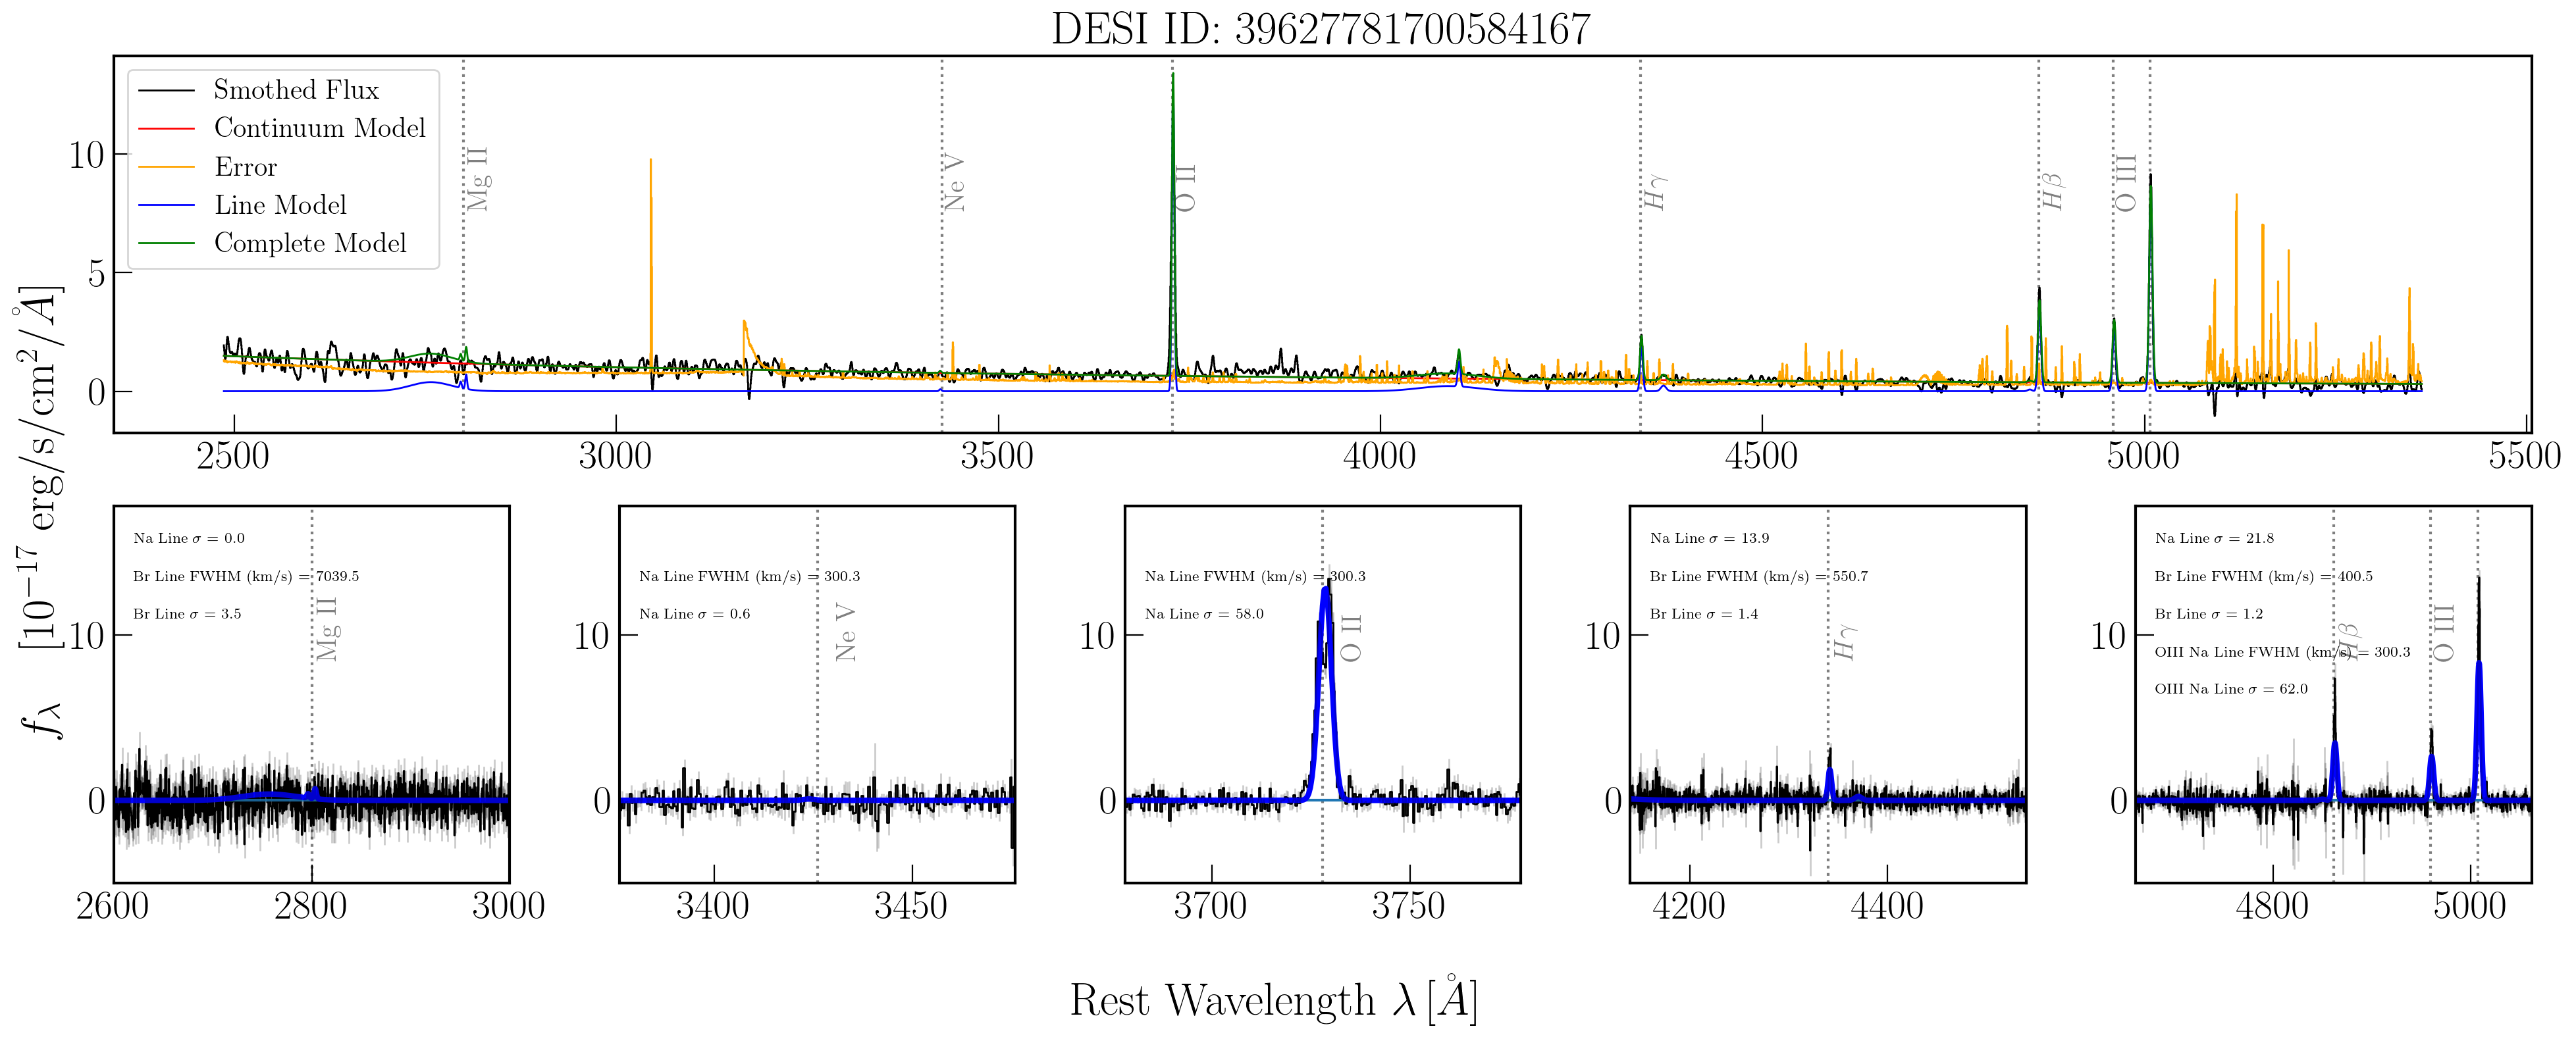 DESI ID: 39627781700584167
Smothed Flux
Continuum Model
Error
Line Model
Complete Model
Mg II
Ne V
O II
Hγ
Hβ
O III
10
5
0
2500 3000 3500 4000 4500 5000 5500
f_λ [10^{-17} erg/s/cm^2/Å]
Na Line σ = 0.0
Br Line FWHM (km/s) = 7039.5
Br Line σ = 3.5
Mg II
10
0
2600 2800 3000
Na Line FWHM (km/s) = 300.3
Na Line σ = 0.6
Ne V
10
0
3400 3450
Na Line FWHM (km/s) = 300.3
Na Line σ = 58.0
O II
10
0
3700 3750
Na Line σ = 13.9
Br Line FWHM (km/s) = 550.7
Br Line σ = 1.4
Hγ
10
0
4200 4400
Na Line σ = 21.8
Br Line FWHM (km/s) = 400.5
Br Line σ = 1.2
OIII Na Line FWHM (km/s) = 300.3
OIII Na Line σ = 62.0
Hβ
O III
10
0
4800 5000
Rest Wavelength λ [Å]